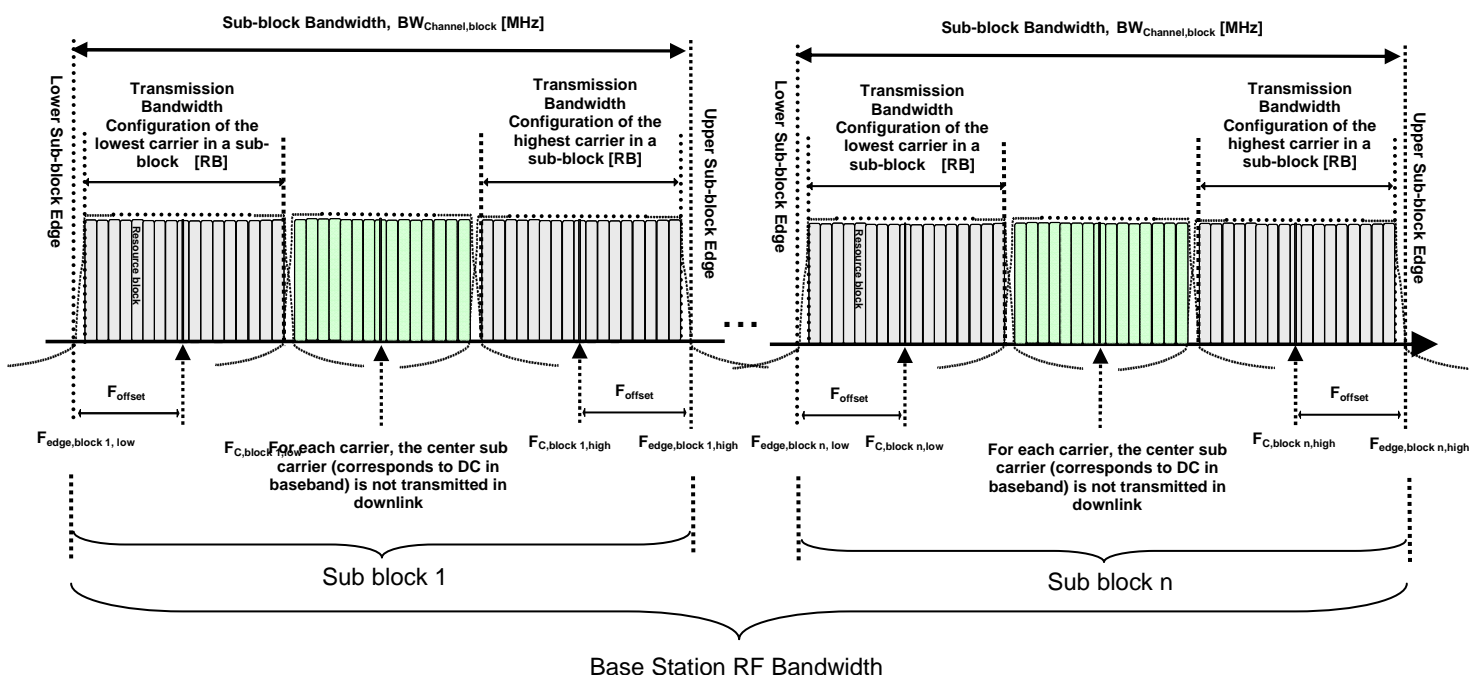 Sub-block Bandwidth, BWChannel,block [MHz]
Lower Sub-block Edge
Transmission
Bandwidth
Configuration of the
lowest carrier in a sub-
block [RB]
Transmission
Bandwidth
Configuration of the
highest carrier in a
sub-block [RB]
Upper Sub-block Edge
Resource block
Foffset
Foffset
Fedge,block 1, low
FC,block 1,low
For each carrier, the center sub
carrier (corresponds to DC in
baseband) is not transmitted in
downlink
FC,block 1,high
Fedge,block 1,high
Sub block 1
...
Sub-block Bandwidth, BWChannel,block [MHz]
Lower Sub-block Edge
Transmission
Bandwidth
Configuration of the
lowest carrier in a
sub-block [RB]
Transmission
Bandwidth
Configuration of the
highest carrier in a
sub-block [RB]
Upper Sub-block Edge
Resource block
Foffset
Foffset
Fedge,block n, low
FC,block n,low
For each carrier, the center sub
carrier (corresponds to DC in
baseband) is not transmitted in
downlink
FC,block n,high
Fedge,block n,high
Sub block n
Base Station RF Bandwidth